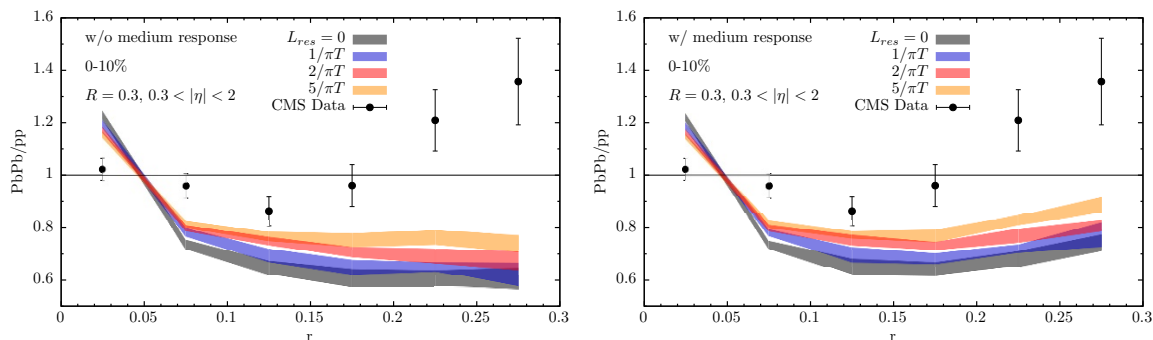 1.6
1.4
1.2
1
0.8
0.6
PbPb/pp
w/o medium response
0-10%
R = 0.3, 0.3 < |η| < 2
L_res = 0
1/πT
2/πT
5/πT
CMS Data
0 0.05 0.1 0.15 0.2 0.25 0.3
r
1.6
1.4
1.2
1
0.8
0.6
PbPb/pp
w/ medium response
0-10%
R = 0.3, 0.3 < |η| < 2
L_res = 0
1/πT
2/πT
5/πT
CMS Data
0 0.05 0.1 0.15 0.2 0.25 0.3
r